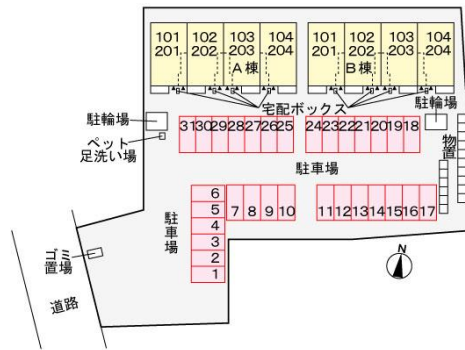 101 102 103 104
201 202 203 204
A棟
101 102 103 104
201 202 203 204
B棟
宅配ボックス
駐輪場
駐輪場
ペット
足洗い場
31 30 29 28 27 26 25
24 23 22 21 20 19 18
物置
駐車場
6
5
4
3
2
1
7 8 9 10
11 12 13 14 15 16 17
駐車場
ゴミ置場
道路
N